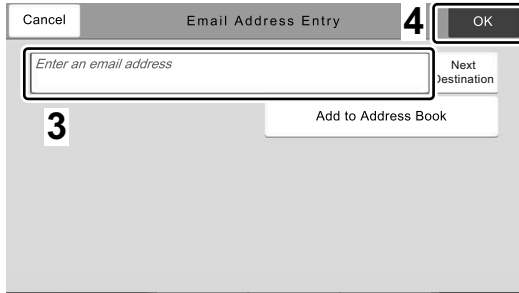 Cancel
Email Address Entry
4
OK
Enter an email address
Next
Destination
3
Add to Address Book